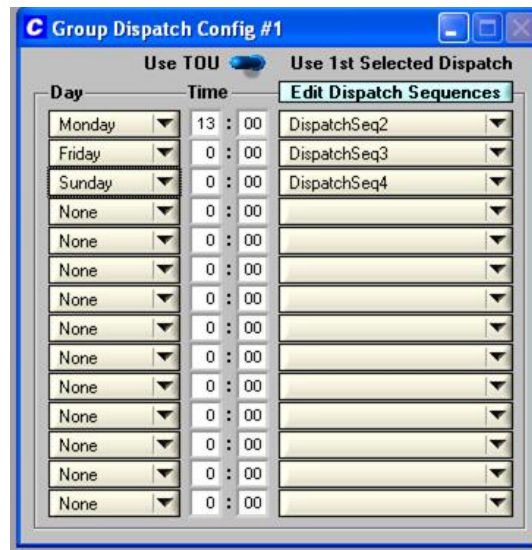 C Group Dispatch Config #1
Use TOU Use 1st Selected Dispatch
Day Time Edit Dispatch Sequences
Monday 13 : 00 DispatchSeq2
Friday 0 : 00 DispatchSeq3
Sunday 0 : 00 DispatchSeq4
None 0 : 00
None 0 : 00
None 0 : 00
None 0 : 00
None 0 : 00
None 0 : 00
None 0 : 00
None 0 : 00
None 0 : 00
None 0 : 00
None 0 : 00